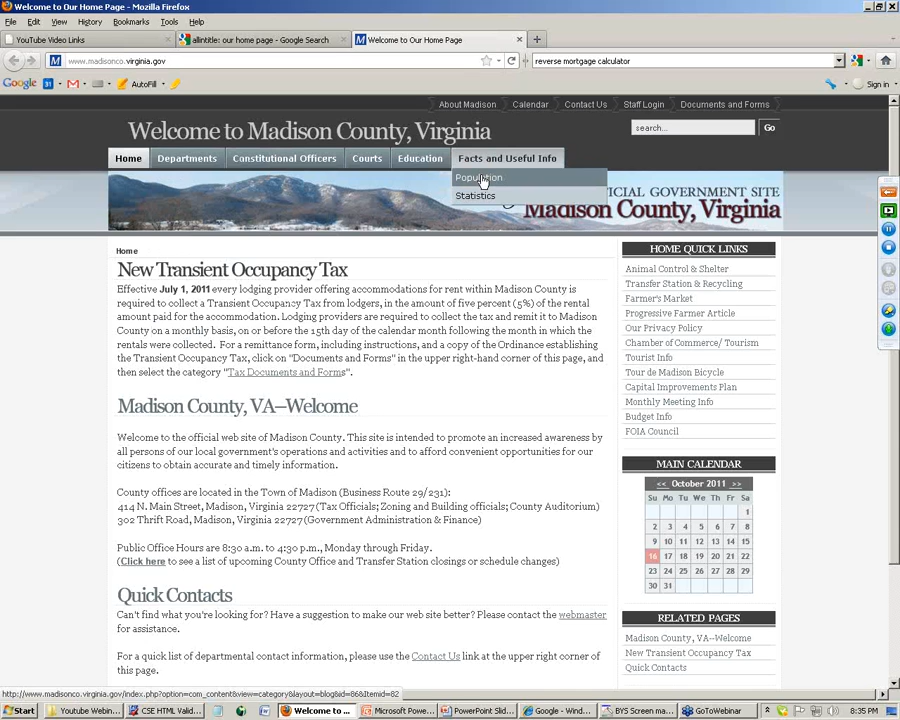 Welcome to Our Home Page - Mozilla Firefox
File Edit View History Bookmarks Tools Help
YouTube Video Links
allintitle: our home page - Google Search
Welcome to Our Home Page
www.madisonco.virginia.gov
reverse mortgage calculator
Google
AutoFill
Sign in
About Madison
Calendar
Contact Us
Staff Login
Documents and Forms
Welcome to Madison County, Virginia
search...
Go
Home
Departments
Constitutional Officers
Courts
Education
Facts and Useful Info
Population
Statistics
ICIAL GOVERNMENT SITE
Madison County, Virginia
Home
New Transient Occupancy Tax
Effective July 1, 2011 every lodging provider offering accommodations for rent within Madison County is
required to collect a Transient Occupancy Tax from lodgers, in the amount of five percent (5%) of the rental
amount paid for the accommodation. Lodging providers are required to collect the tax and remit it to Madison
County on a monthly basis, on or before the 15th day of the calendar month following the month in which the
rentals were collected. For a remittance form, including instructions, and a copy of the Ordinance establishing
the Transient Occupancy Tax, click on "Documents and Forms" in the upper right-hand corner of this page, and
then select the category "Tax Documents and Forms".
Madison County, VA–Welcome
Welcome to the official web site of Madison County. This site is intended to promote an increased awareness by
all persons of our local government's operations and activities and to afford convenient opportunities for our
citizens to obtain accurate and timely information.
County offices are located in the Town of Madison (Business Route 29/231):
414 N. Main Street, Madison, Virginia 22727 (Tax Officials; Zoning and Building officials; County Auditorium)
302 Thrift Road, Madison, Virginia 22727 (Government Administration & Finance)
Public Office Hours are 8:30 a.m. to 4:30 p.m., Monday through Friday.
(Click here to see a list of upcoming County Office and Transfer Station closings or schedule changes)
Quick Contacts
Can't find what you're looking for? Have a suggestion to make our web site better? Please contact the webmaster
for assistance.
For a quick list of departmental contact information, please use the Contact Us link at the upper right corner of
this page.
HOME QUICK LINKS
Animal Control & Shelter
Transfer Station & Recycling
Farmer's Market
Progressive Farmer Article
Our Privacy Policy
Chamber of Commerce/ Tourism
Tourist Info
Tour de Madison Bicycle
Capital Improvements Plan
Monthly Meeting Info
Budget Info
FOIA Council
MAIN CALENDAR
<< October 2011 >>
Su Mo Tu We Th Fr Sa
1
2 3 4 5 6 7 8
9 10 11 12 13 14 15
16 17 18 19 20 21 22
23 24 25 26 27 28 29
30 31
RELATED PAGES
Madison County, VA–Welcome
New Transient Occupancy Tax
Quick Contacts
http://www.madisonco.virginia.gov/index.php?option=com_content&view=category&layout=blog&id=86&Itemid=82
Start
Youtube Webin...
CSE HTML Valid...
Welcome to ...
Microsoft Power...
PowerPoint Slid...
Google - Wind...
BYS Screen ma...
GoToWebinar
8:35 PM